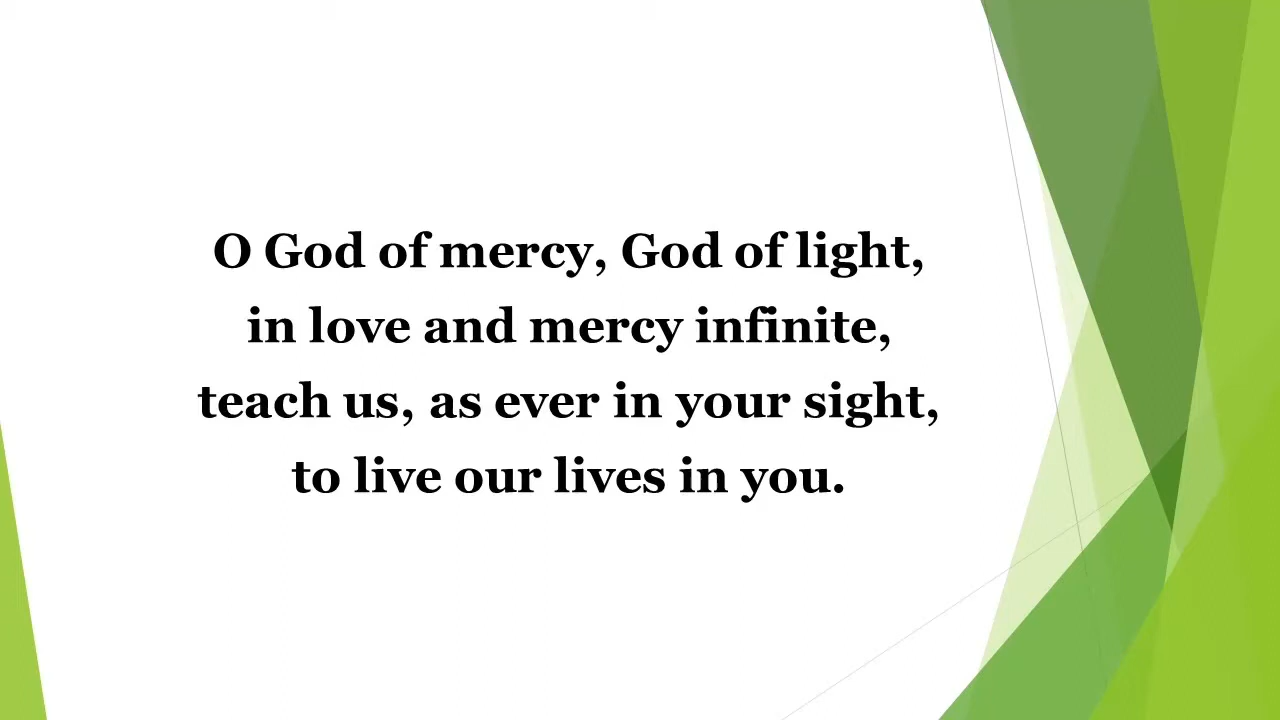 O God of mercy, God of light,
in love and mercy infinite,
teach us, as ever in your sight,
to live our lives in you.